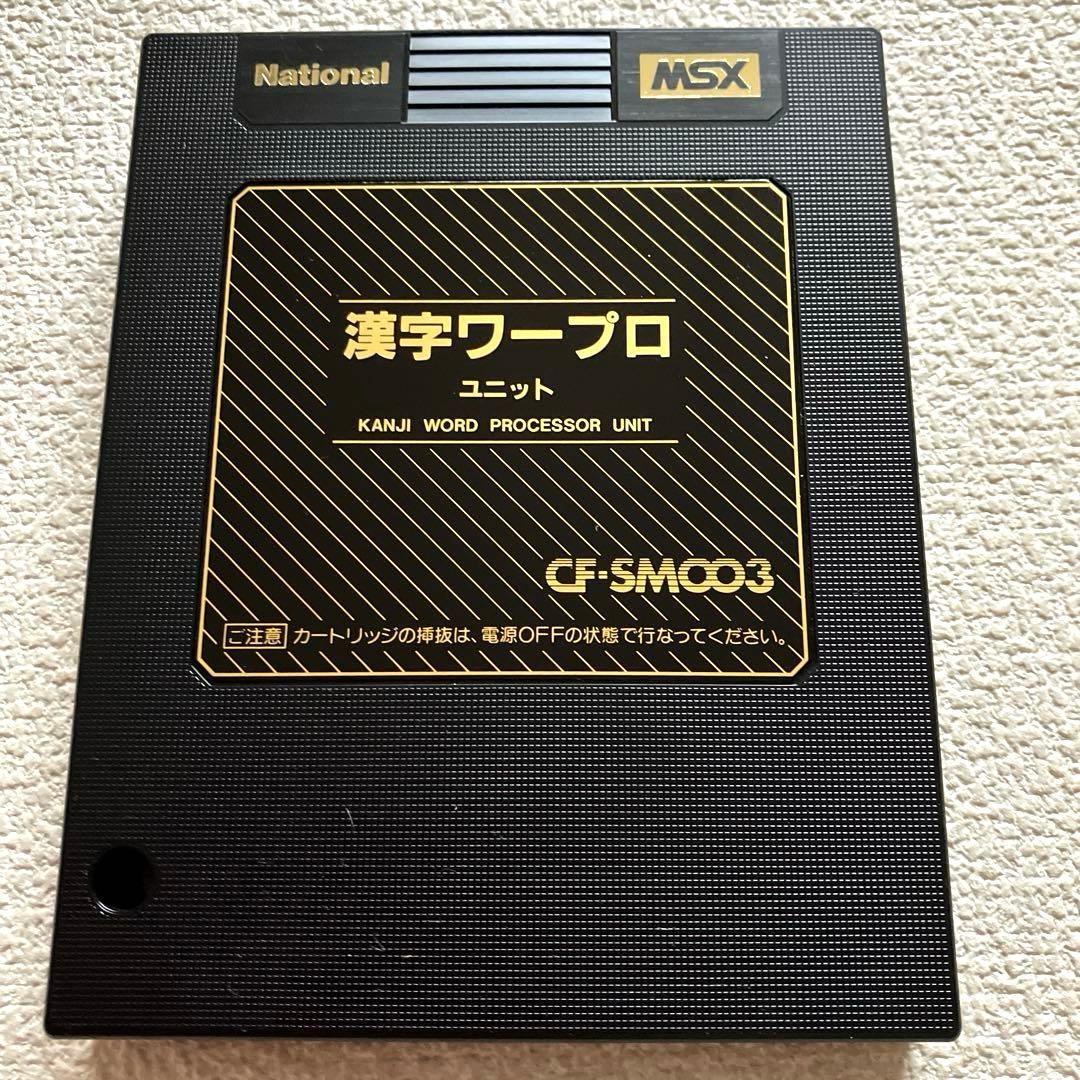 National
MSX
漢字ワープロ
ユニット
KANJI WORD PROCESSOR UNIT
CF-SM003
ご注意 カートリッジの挿抜は、電源OFFの状態で行なってください。